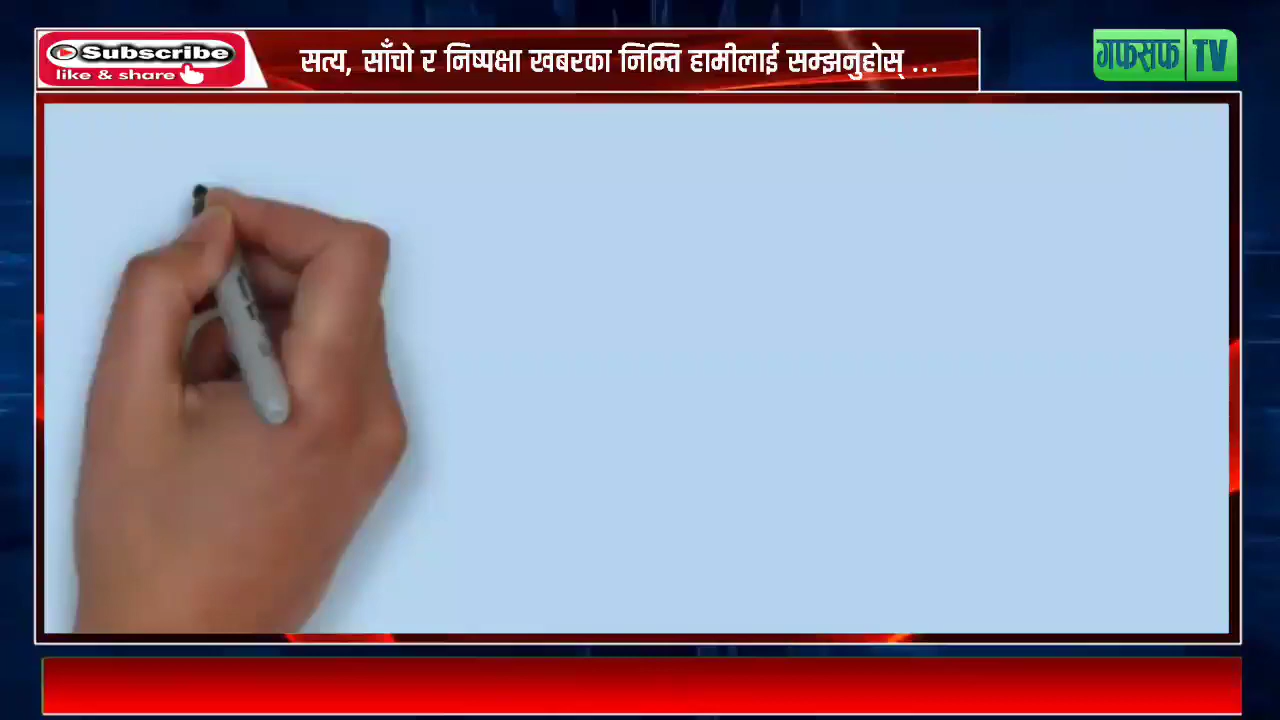 Subscribe
like & share
सत्य, साँचो र निष्पक्षा खबरका निम्ति हामीलाई सम्झनुहोस् ...
गफसफ TV